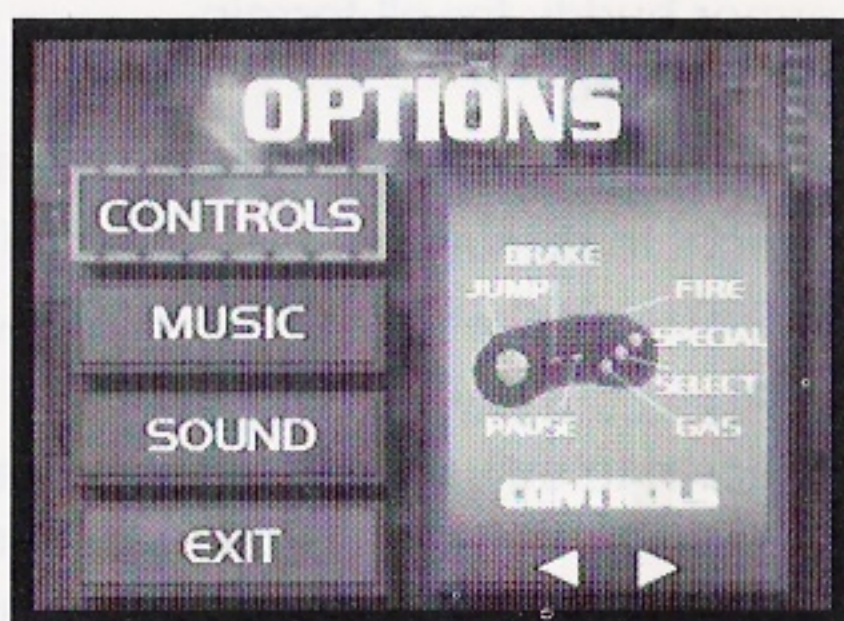 OPTIONS
CONTROLS
MUSIC
SOUND
EXIT
BRAKE
JUMP
FIRE
SPECIAL
SELECT
PAUSE
GAS
CONTROLS